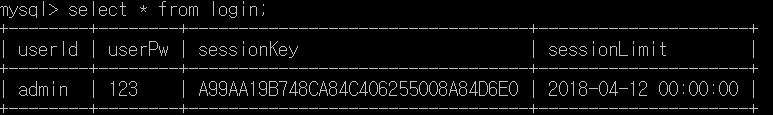 mysql> select * from login;
| userId | userPw | sessionKey | sessionLimit |
| admin | 123 | A99AA19B748CA84C406255008A84D6E0 | 2018-04-12 00:00:00 |